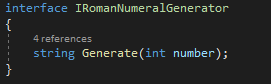 interface IRomanNumeralGenerator
{
4 references
string Generate(int number);
}